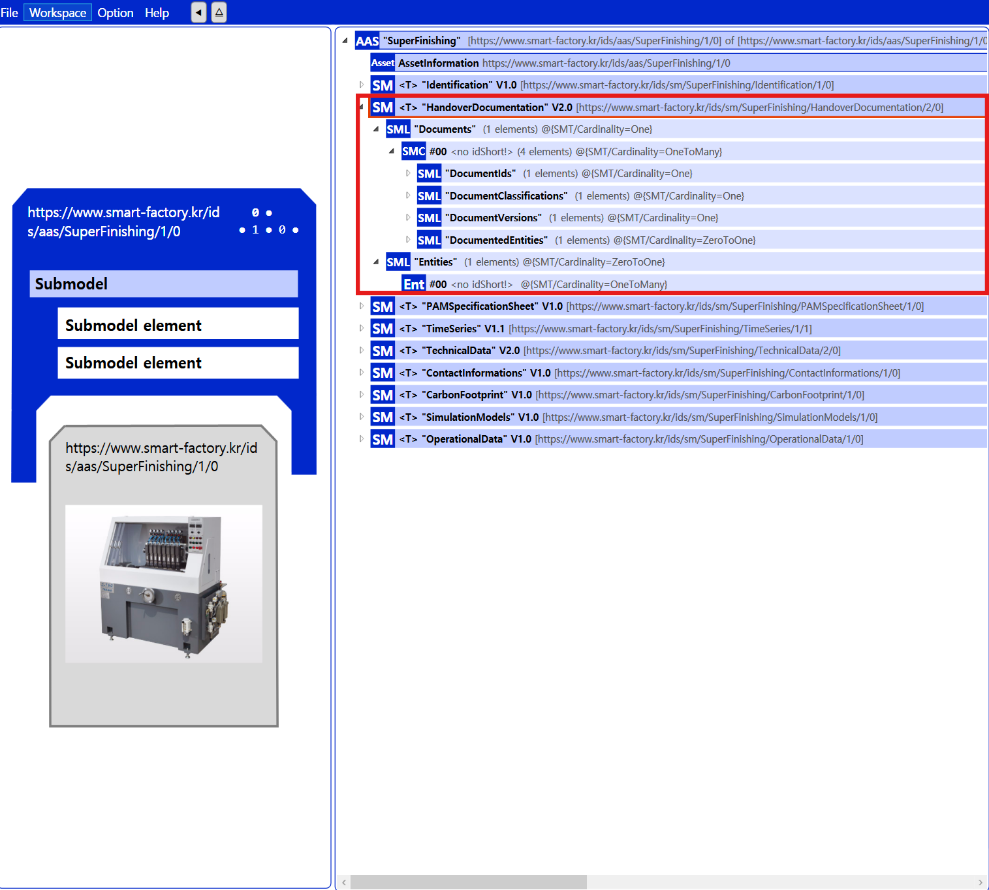 File Workspace Option Help
https://www.smart-factory.kr/id
s/aas/SuperFinishing/1/0
0
1 0
Submodel
Submodel element
Submodel element
https://www.smart-factory.kr/id
s/aas/SuperFinishing/1/0
AAS "SuperFinishing" [https://www.smart-factory.kr/ids/aas/SuperFinishing/1/0] of [https://www.smart-factory.kr/ids/aas/SuperFinishing/1/0
Asset AssetInformation https://www.smart-factory.kr/ids/aas/SuperFinishing/1/0
SM <T> "Identification" V1.0 [https://www.smart-factory.kr/ids/sm/SuperFinishing/Identification/1/0]
SM <T> "HandoverDocumentation" V2.0 [https://www.smart-factory.kr/ids/sm/SuperFinishing/HandoverDocumentation/2/0]
SML "Documents" (1 elements) @{SMT/Cardinality=One}
SMC #00 <no idShort!> (4 elements) @{SMT/Cardinality=OneToMany}
SML "DocumentIds" (1 elements) @{SMT/Cardinality=One}
SML "DocumentClassifications" (1 elements) @{SMT/Cardinality=One}
SML "DocumentVersions" (1 elements) @{SMT/Cardinality=One}
SML "DocumentedEntities" (1 elements) @{SMT/Cardinality=ZeroToOne}
SML "Entities" (1 elements) @{SMT/Cardinality=ZeroToOne}
Ent #00 <no idShort!> @{SMT/Cardinality=OneToMany}
SM <T> "PAMSpecificationSheet" V1.0 [https://www.smart-factory.kr/ids/sm/SuperFinishing/PAMSpecificationSheet/1/0]
SM <T> "TimeSeries" V1.1 [https://www.smart-factory.kr/ids/sm/SuperFinishing/TimeSeries/1/1]
SM <T> "TechnicalData" V2.0 [https://www.smart-factory.kr/ids/sm/SuperFinishing/TechnicalData/2/0]
SM <T> "ContactInformations" V1.0 [https://www.smart-factory.kr/ids/sm/SuperFinishing/ContactInformations/1/0]
SM <T> "CarbonFootprint" V1.0 [https://www.smart-factory.kr/ids/sm/SuperFinishing/CarbonFootprint/1/0]
SM <T> "SimulationModels" V1.0 [https://www.smart-factory.kr/ids/sm/SuperFinishing/SimulationModels/1/0]
SM <T> "OperationalData" V1.0 [https://www.smart-factory.kr/ids/sm/SuperFinishing/OperationalData/1/0]